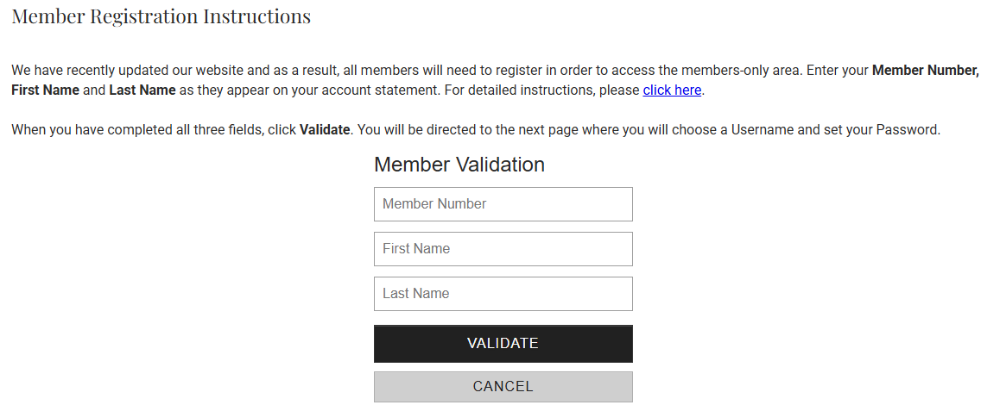 Member Registration Instructions
We have recently updated our website and as a result, all members will need to register in order to access the members-only area. Enter your Member Number,
First Name and Last Name as they appear on your account statement. For detailed instructions, please click here.
When you have completed all three fields, click Validate. You will be directed to the next page where you will choose a Username and set your Password.
Member Validation
Member Number
First Name
Last Name
VALIDATE
CANCEL